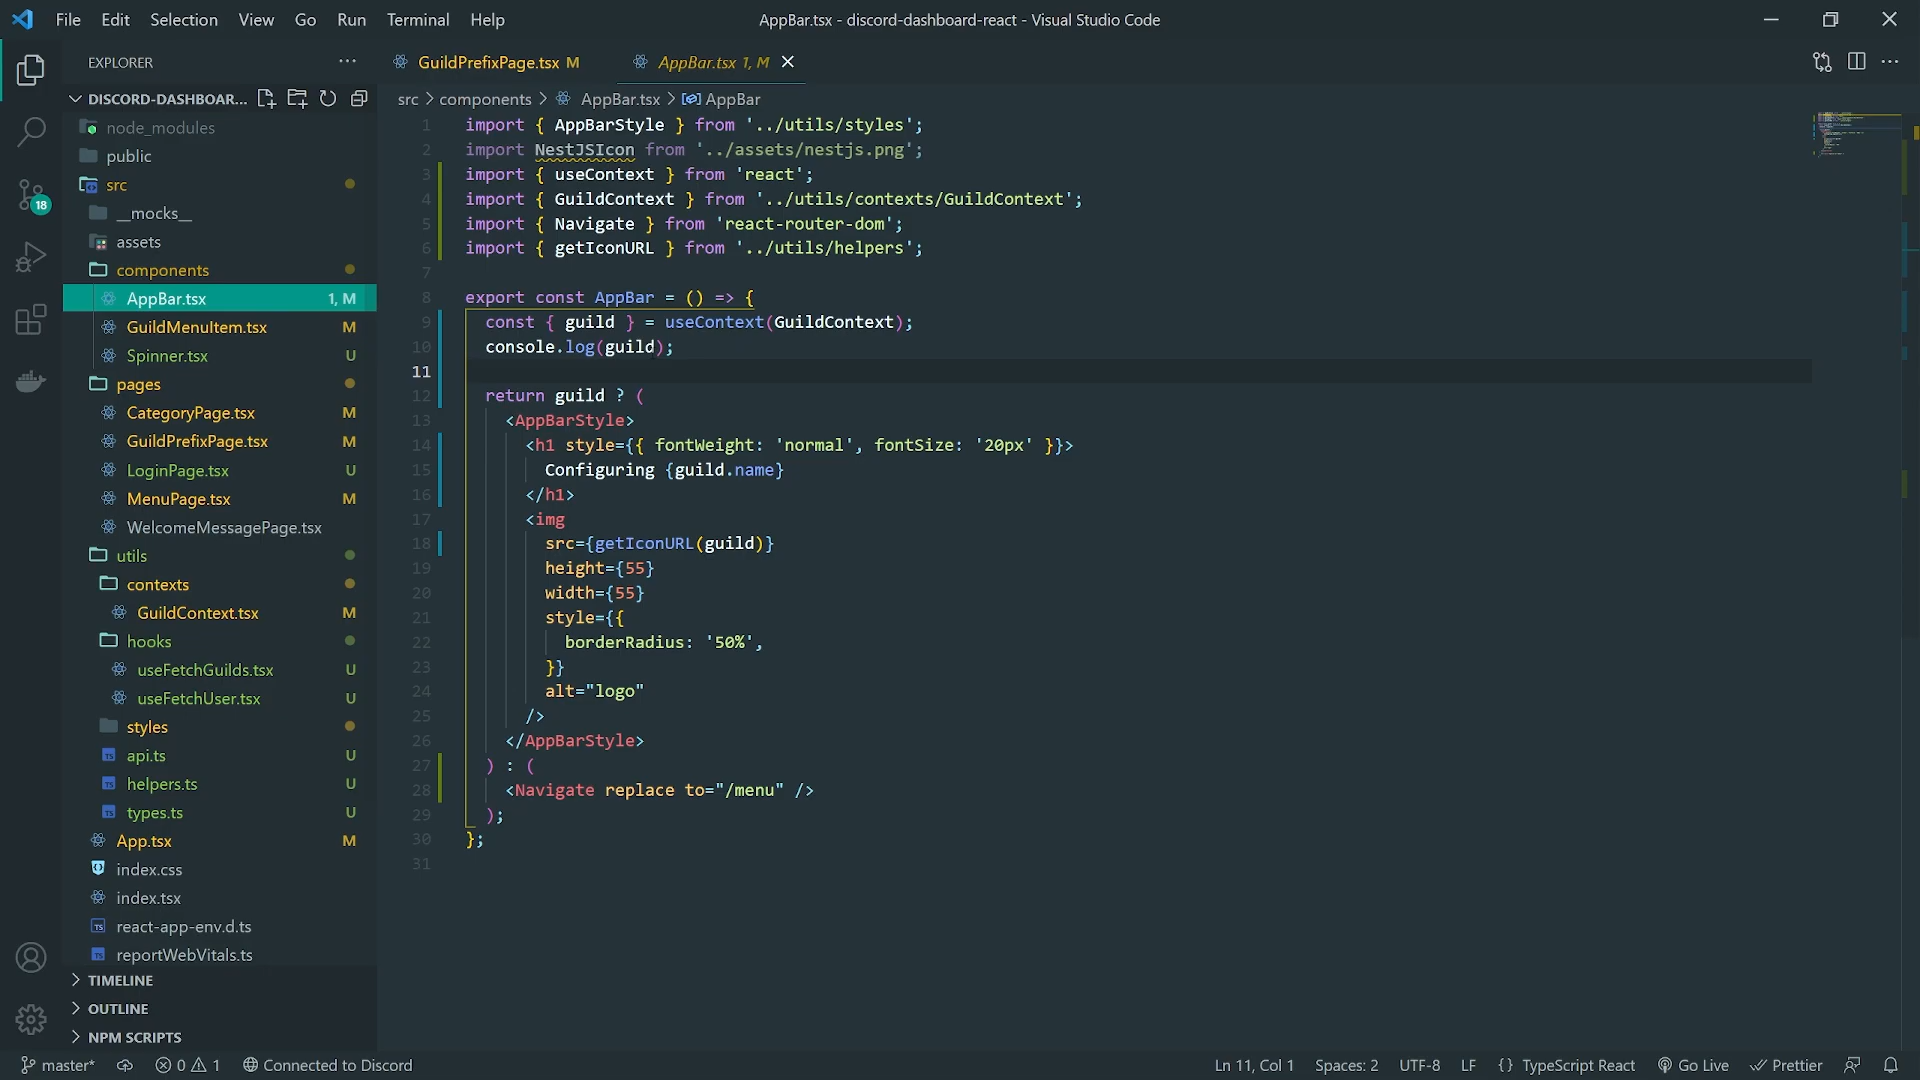 File Edit Selection View Go Run Terminal Help
AppBar.tsx - discord-dashboard-react - Visual Studio Code
EXPLORER
GuildPrefixPage.tsx M
AppBar.tsx 1, M
DISCORD-DASHBOAR...
src > components > AppBar.tsx > AppBar
node_modules
public
src
__mocks__
assets
components
AppBar.tsx 1, M
GuildMenuItem.tsx M
Spinner.tsx U
pages
CategoryPage.tsx M
GuildPrefixPage.tsx M
LoginPage.tsx U
MenuPage.tsx M
WelcomeMessagePage.tsx
utils
contexts
GuildContext.tsx M
hooks
useFetchGuilds.tsx U
useFetchUser.tsx U
styles
api.ts U
helpers.ts U
types.ts U
App.tsx M
index.css
index.tsx
react-app-env.d.ts
reportWebVitals.ts
TIMELINE
OUTLINE
NPM SCRIPTS
18
1 import { AppBarStyle } from '../utils/styles';
2 import NestJSIcon from '../assets/nestjs.png';
3 import { useContext } from 'react';
4 import { GuildContext } from '../utils/contexts/GuildContext';
5 import { Navigate } from 'react-router-dom';
6 import { getIconURL } from '../utils/helpers';
7
8 export const AppBar = () => {
9 const { guild } = useContext(GuildContext);
10 console.log(guild);
11
12 return guild ? (
13 <AppBarStyle>
14 <h1 style={{ fontWeight: 'normal', fontSize: '20px' }}>
15 Configuring {guild.name}
16 </h1>
17 <img
18 src={getIconURL(guild)}
19 height={55}
20 width={55}
21 style={{
22 borderRadius: '50%',
23 }}
24 alt="logo"
25 />
26 </AppBarStyle>
27 ) : (
28 <Navigate replace to="/menu" />
29 );
30 };
31
master* 0 1 Connected to Discord
Ln 11, Col 1 Spaces: 2 UTF-8 LF {} TypeScript React Go Live Prettier